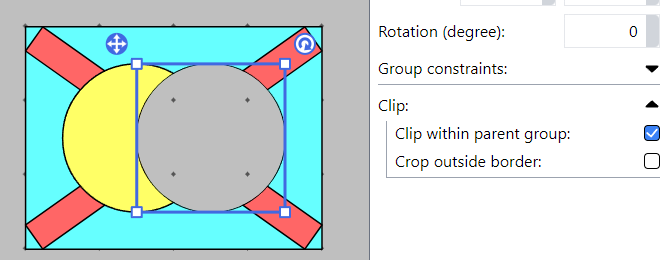 Rotation (degree): 0
Group constraints:
Clip:
Clip within parent group:
Crop outside border: